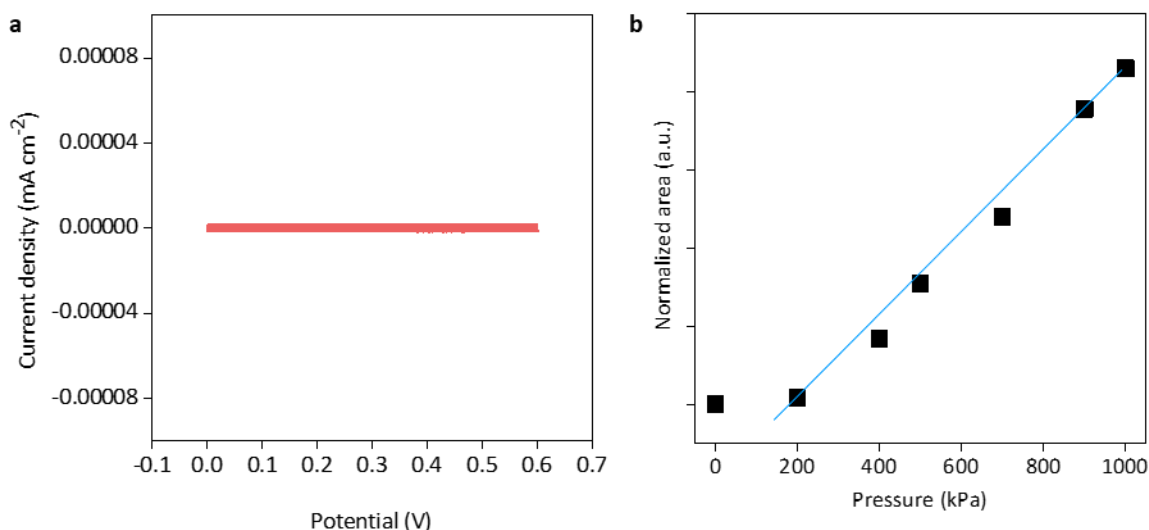 a
0.00008
0.00004
0.00000
-0.00004
-0.00008
Current density (mA cm⁻²)
-0.1 0.0 0.1 0.2 0.3 0.4 0.5 0.6 0.7
Potential (V)
b
Normalized area (a.u.)
0 200 400 600 800 1000
Pressure (kPa)